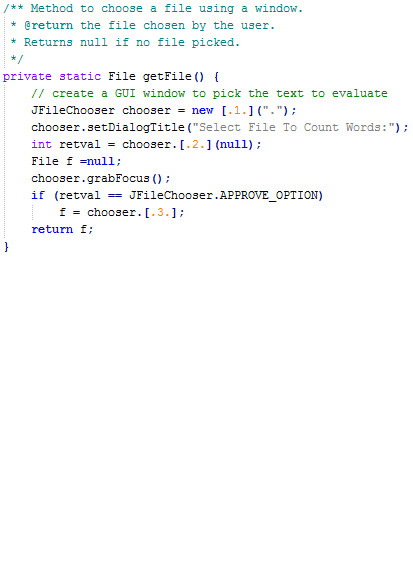 /** Method to choose a file using a window.
 * @return the file chosen by the user.
 * Returns null if no file picked.
 */
private static File getFile() {
    // create a GUI window to pick the text to evaluate
    JFileChooser chooser = new [.1.](".");
    chooser.setDialogTitle("Select File To Count Words:");
    int retval = chooser.[.2.](null);
    File f =null;
    chooser.grabFocus();
    if (retval == JFileChooser.APPROVE_OPTION)
        f = chooser.[.3.];
    return f;
}